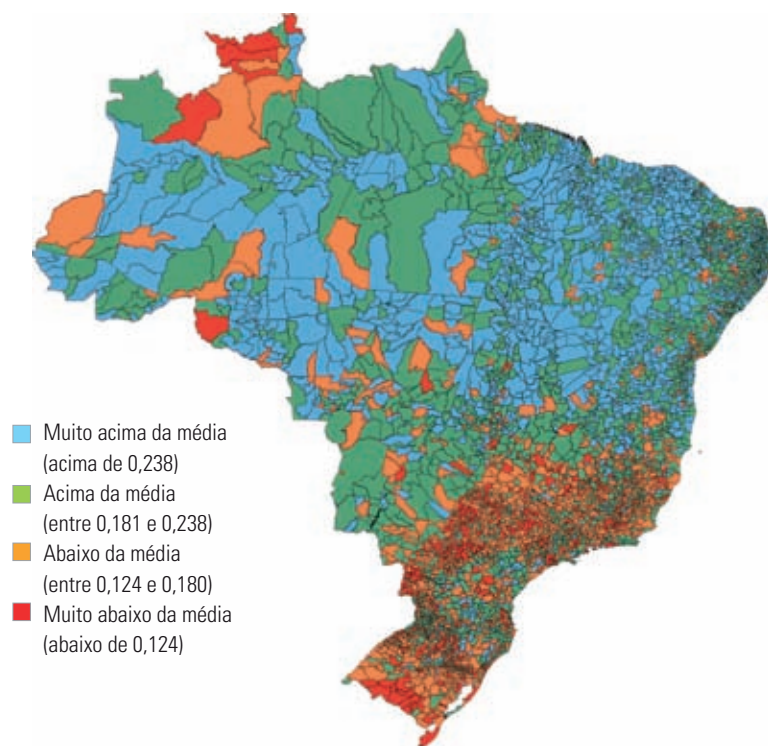 Muito acima da média
(acima de 0,238)
Acima da média
(entre 0,181 e 0,238)
Abaixo da média
(entre 0,124 e 0,180)
Muito abaixo da média
(abaixo de 0,124)